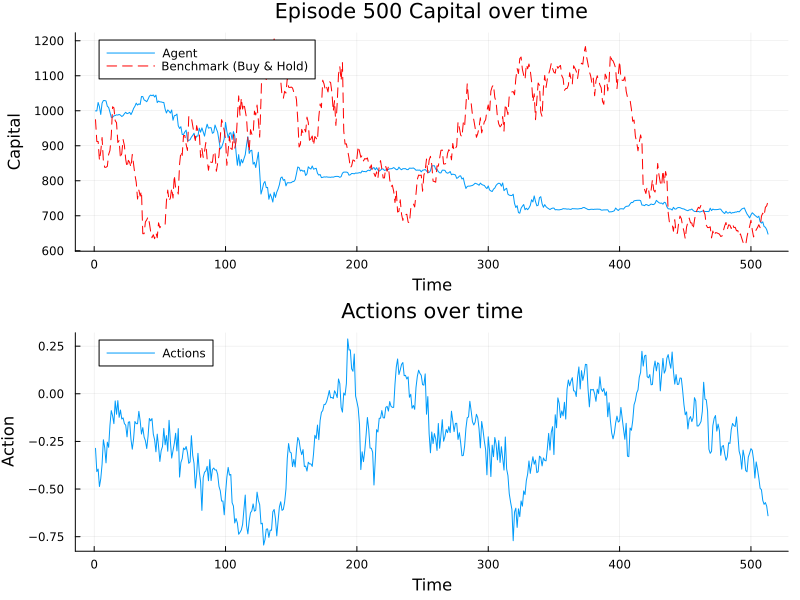 Episode 500 Capital over time
Capital
1200
1100
1000
900
800
700
600
Agent
Benchmark (Buy & Hold)
0 100 200 300 400 500
Time
Actions over time
Action
0.25
0.00
−0.25
−0.50
−0.75
Actions
0 100 200 300 400 500
Time